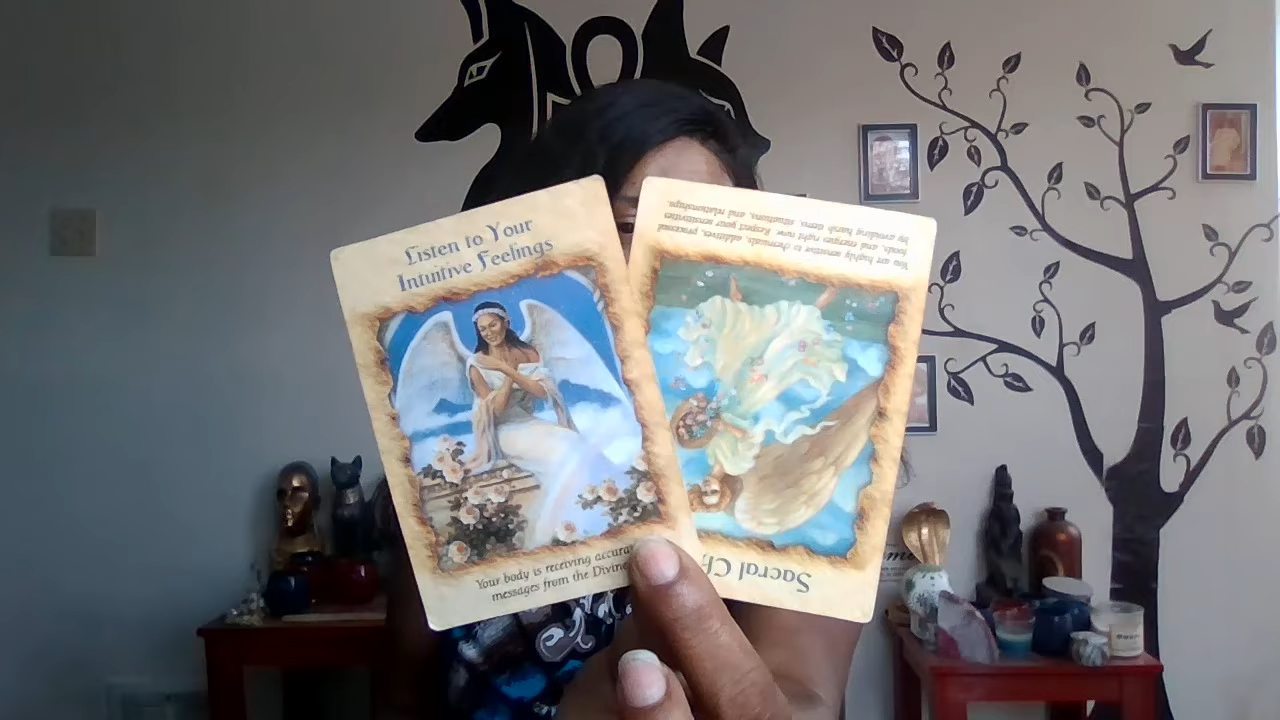 Listen to Your
Intuitive Feelings
Your body is receiving accura
messages from the Divine
Sacral Ch
You are highly sensitive to chemicals, additives, processed
foods, and energies right now. Respect your sensitivities
by avoiding harsh items, situations, and relationships.
ome